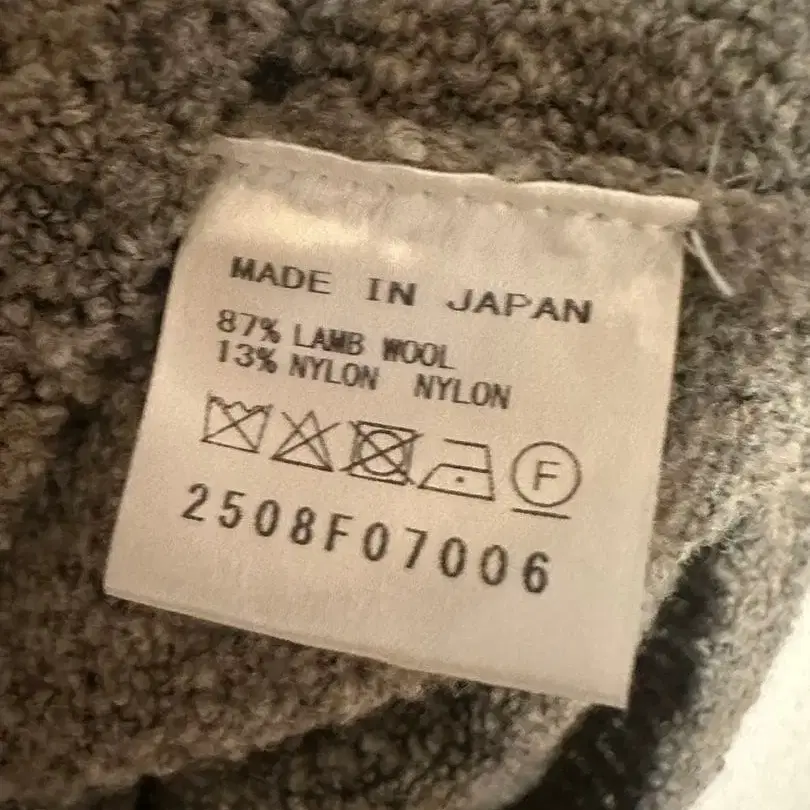 MADE IN JAPAN
87% LAMB WOOL
13% NYLON NYLON
F
2508F07006